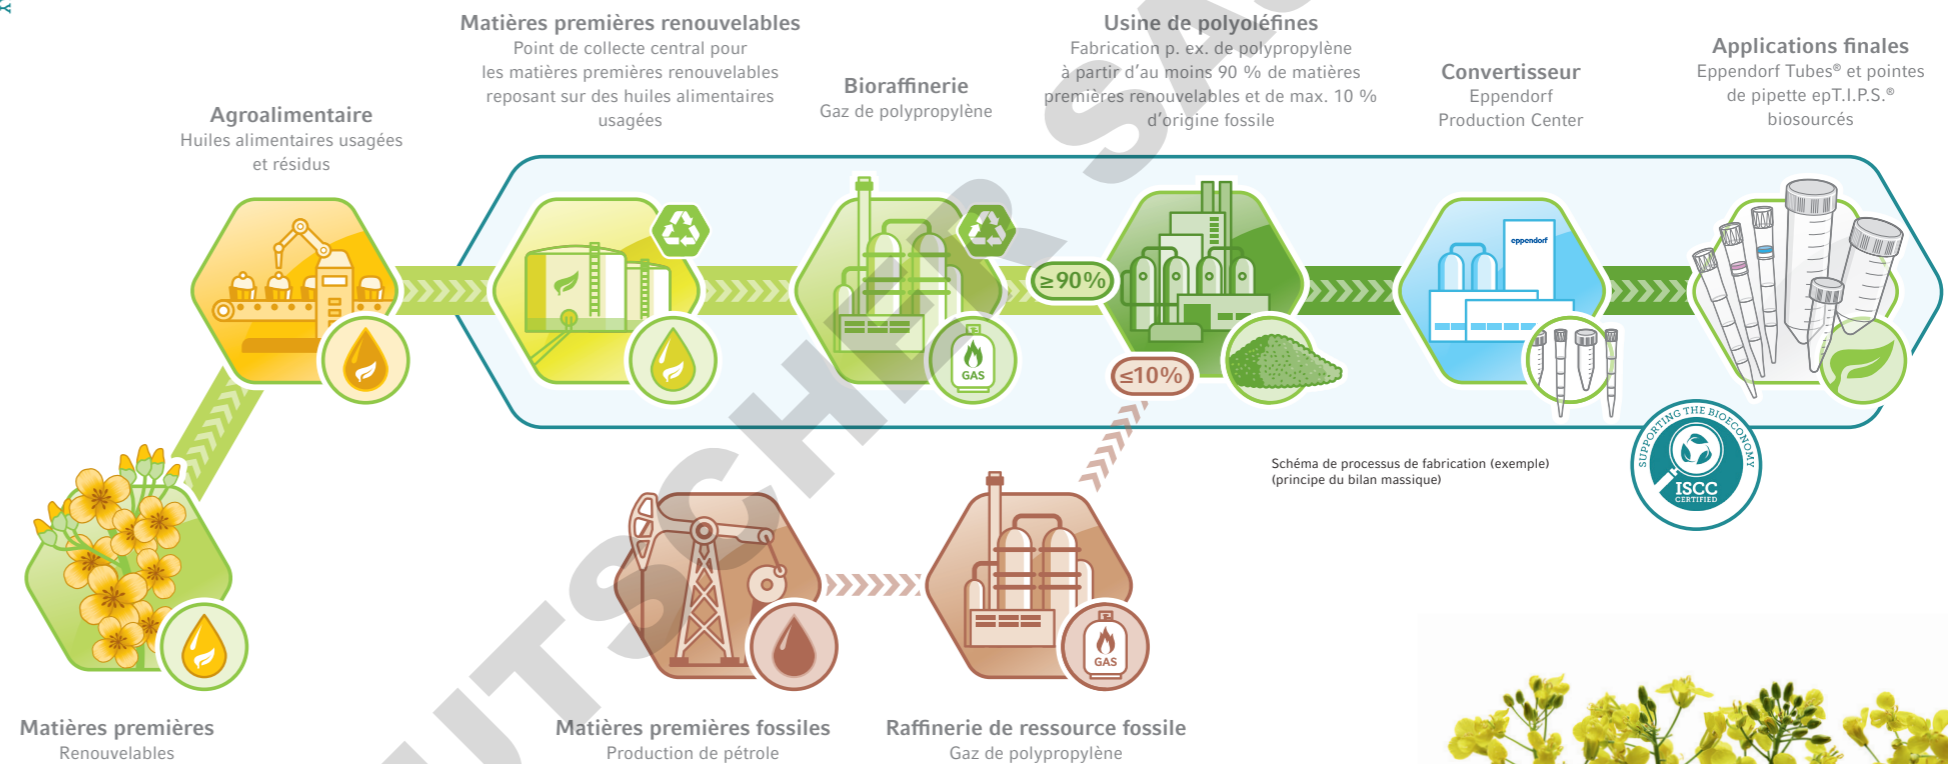 Matières premières renouvelables
Point de collecte central pour
les matières premières renouvelables
reposant sur des huiles alimentaires
usagées
Usine de polyoléfines
Fabrication p. ex. de polypropylène
à partir d'au moins 90 % de matières
premières renouvelables et de max. 10 %
d'origine fossile
Applications finales
Eppendorf Tubes® et pointes
de pipette epT.I.P.S.®
biosourcés
Convertisseur
Eppendorf
Production Center
Bioraffinerie
Gaz de polypropylène
Agroalimentaire
Huiles alimentaires usagées
et résidus
eppendorf
≥90%
≤10%
GAS
SUPPORTING THE BIOECONOMY
ISCC
CERTIFIED
Schéma de processus de fabrication (exemple)
(principe du bilan massique)
GAS
Matières premières
Renouvelables
Matières premières fossiles
Production de pétrole
Raffinerie de ressource fossile
Gaz de polypropylène
UTSCHER SA